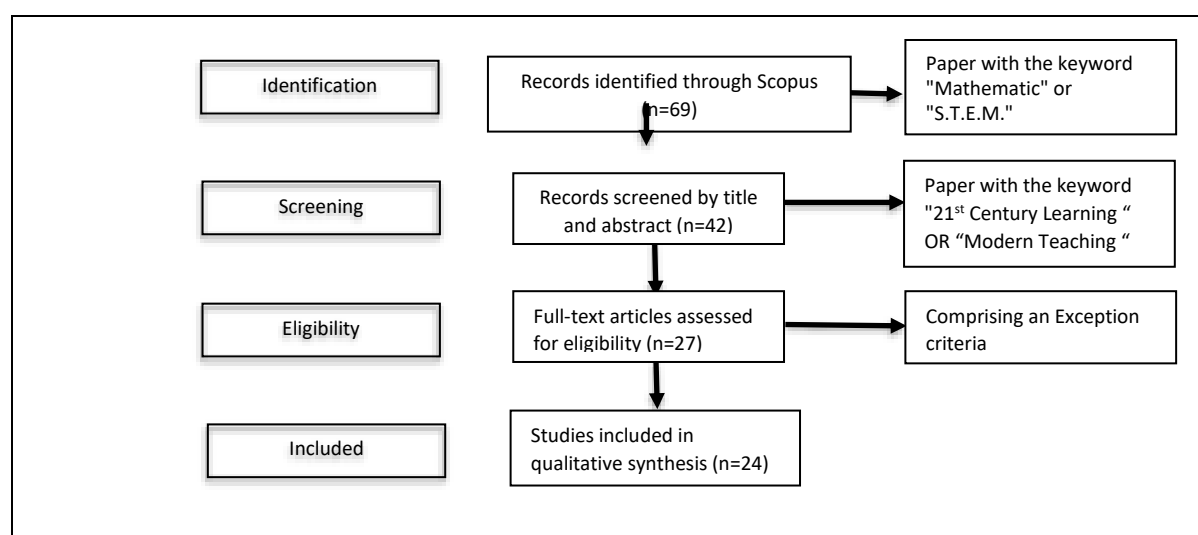 Identification
Records identified through Scopus
(n=69)
Paper with the keyword
"Mathematic" or
"S.T.E.M."
Screening
Records screened by title
and abstract (n=42)
Paper with the keyword
"21st Century Learning “
OR “Modern Teaching “
Eligibility
Full-text articles assessed
for eligibility (n=27)
Comprising an Exception
criteria
Included
Studies included in
qualitative synthesis (n=24)